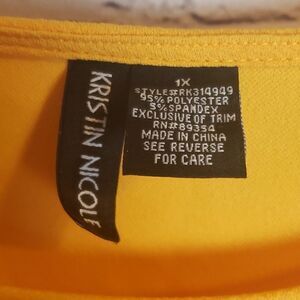 KRISTIN NICOLE
1X
STYLE#RK314949
95% POLYESTER
5% SPANDEX
EXCLUSIVE OF TRIM
RN#89354
MADE IN CHINA
SEE REVERSE
FOR CARE